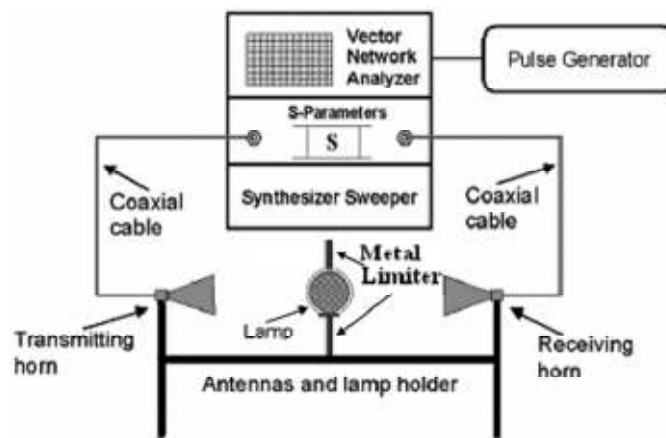 Vector
Network
Analyzer
Pulse Generator
S-Parameters
S
Synthesizer Sweeper
Coaxial
cable
Coaxial
cable
Metal
Limiter
Lamp
Transmitting
horn
Receiving
horn
Antennas and lamp holder